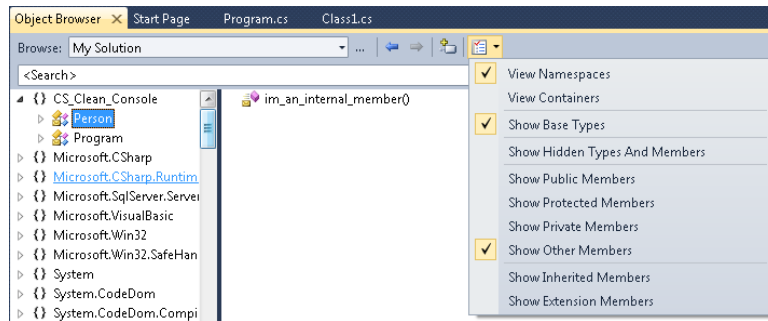 Object Browser Start Page Program.cs Class1.cs
Browse: My Solution ...
<Search>
{} CS_Clean_Console
Person
Program
{} Microsoft.CSharp
{} Microsoft.CSharp.Runtim
{} Microsoft.SqlServer.Server
{} Microsoft.VisualBasic
{} Microsoft.Win32
{} Microsoft.Win32.SafeHan
{} System
{} System.CodeDom
{} System.CodeDom.Compi
im_an_internal_member()
View Namespaces
View Containers
Show Base Types
Show Hidden Types And Members
Show Public Members
Show Protected Members
Show Private Members
Show Other Members
Show Inherited Members
Show Extension Members